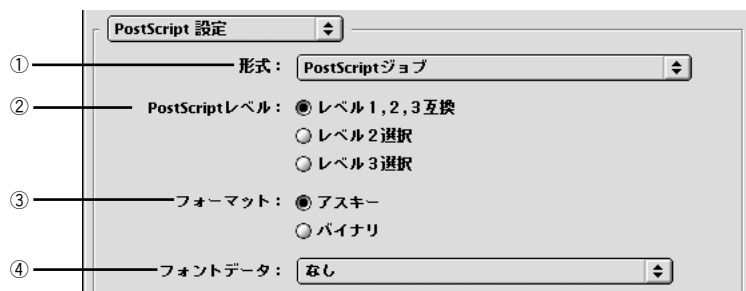 PostScript 設定
① 形式： PostScriptジョブ
② PostScriptレベル： レベル1,2,3互換
レベル2選択
レベル3選択
③ フォーマット： アスキー
バイナリ
④ フォントデータ： なし